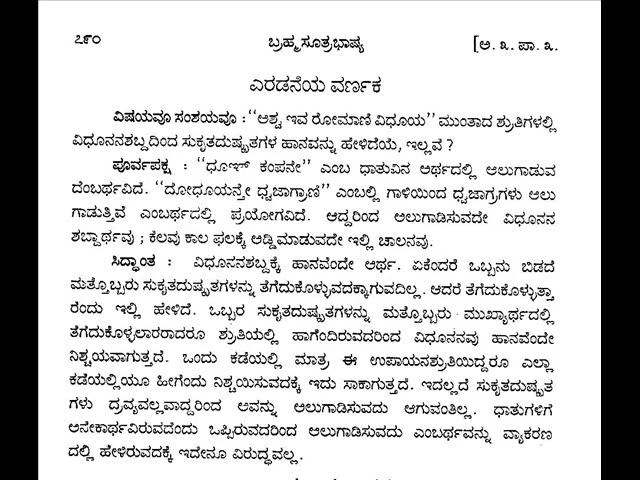 ೭೯೦ ಬ್ರಹ್ಮಸೂತ್ರಭಾಷ್ಯ [ಅ. ೩. ಪಾ. ೩.
ಎರಡನೆಯ ವರ್ಣಕ
ವಿಷಯವೂ ಸಂಶಯವೂ : “ಆಶ್ವ ಇವ ರೋಮಾಣಿ ವಿಧೂಯ” ಮುಂತಾದ ಶ್ರುತಿಗಳಲ್ಲಿ
ವಿಧೂನನಶಬ್ದದಿಂದ ಸುಕೃತದುಷ್ಕೃತಗಳ ಹಾನವನ್ನು ಹೇಳಿದೆಯೆ, ಇಲ್ಲವೆ ?
ಪೂರ್ವಪಕ್ಷ : “ಧೂಞ್ ಕಂಪನೇ” ಎಂಬ ಧಾತುವಿನ ಅರ್ಥದಲ್ಲಿ ಆಲುಗಾಡುವ
ದೆಂಬರ್ಥವಿದೆ. “ದೋಧೂಯನ್ತೇ ಧ್ವಜಾಗ್ರಾಣಿ” ಎಂಬಲ್ಲಿ ಗಾಳಿಯಿಂದ ಧ್ವಜಾಗ್ರಗಳು ಆಲು
ಗಾಡುತ್ತಿವೆ ಎಂಬರ್ಥದಲ್ಲಿ ಪ್ರಯೋಗವಿದೆ. ಆದ್ದರಿಂದ ಅಲುಗಾಡಿಸುವದೇ ವಿಧೂನನ
ಶಬ್ದಾರ್ಥವು ; ಕೆಲವು ಕಾಲ ಫಲಕ್ಕೆ ಅಡ್ಡಿಮಾಡುವದೇ ಇಲ್ಲಿ ಚಾಲನವು.
ಸಿದ್ಧಾಂತ : ವಿಧೂನನಶಬ್ದಕ್ಕೆ ಹಾನವೆಂದೇ ಅರ್ಥ. ಏಕೆಂದರೆ ಒಬ್ಬನು ಬಿಡದೆ
ಮತ್ತೊಬ್ಬರು ಸುಕೃತದುಷ್ಕೃತಗಳನ್ನು ತೆಗೆದುಕೊಳ್ಳುವದಕ್ಕಾಗುವದಿಲ್ಲ. ಆದರೆ ತೆಗೆದುಕೊಳ್ಳುತ್ತಾ
ರೆಂದು ಇಲ್ಲಿ ಹೇಳಿದೆ. ಒಬ್ಬರ ಸುಕೃತದುಷ್ಕೃತಗಳನ್ನು ಮತ್ತೊಬ್ಬರು ಮುಖ್ಯಾರ್ಥದಲ್ಲಿ
ತೆಗೆದುಕೊಳ್ಳಲಾರರಾದರೂ ಶ್ರುತಿಯಲ್ಲಿ ಹಾಗೆಂದಿರುವದರಿಂದ ವಿಧೂನನವು ಹಾನವೆಂದೇ
ನಿಶ್ಚಯವಾಗುತ್ತದೆ. ಒಂದು ಕಡೆಯಲ್ಲಿ ಮಾತ್ರ ಈ ಉಪಾಯನಶ್ರುತಿಯಿದ್ದರೂ ಎಲ್ಲಾ
ಕಡೆಯಲ್ಲಿಯೂ ಹೀಗೆಂದು ನಿಶ್ಚಯಿಸುವದಕ್ಕೆ ಇದು ಸಾಕಾಗುತ್ತದೆ. ಇದಲ್ಲದೆ ಸುಕೃತದುಷ್ಕೃತ
ಗಳು ದ್ರವ್ಯವಲ್ಲವಾದ್ದರಿಂದ ಅವನ್ನು ಅಲುಗಾಡಿಸುವದು ಆಗುವಂತಿಲ್ಲ. ಧಾತುಗಳಿಗೆ
ಅನೇಕಾರ್ಥವಿರುವದೆಂದು ಒಪ್ಪಿರುವದರಿಂದ ಅಲುಗಾಡಿಸುವದು ಎಂಬರ್ಥವನ್ನು ವ್ಯಾಕರಣ
ದಲ್ಲಿ ಹೇಳಿರುವದಕ್ಕೆ ಇದೇನೂ ವಿರುದ್ಧವಲ್ಲ.